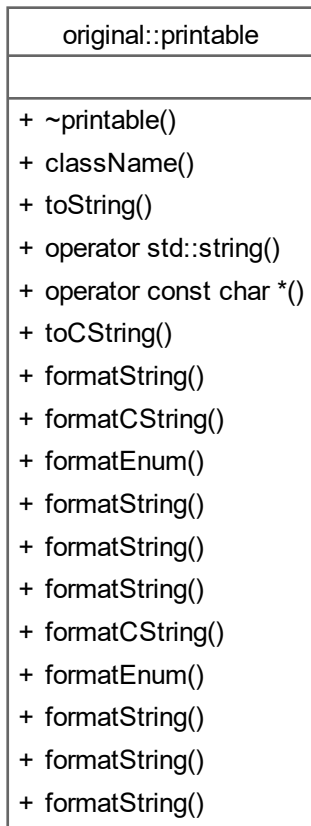 original::printable
+ ~printable()
+ className()
+ toString()
+ operator std::string()
+ operator const char *()
+ toCString()
+ formatString()
+ formatCString()
+ formatEnum()
+ formatString()
+ formatString()
+ formatString()
+ formatCString()
+ formatEnum()
+ formatString()
+ formatString()
+ formatString()